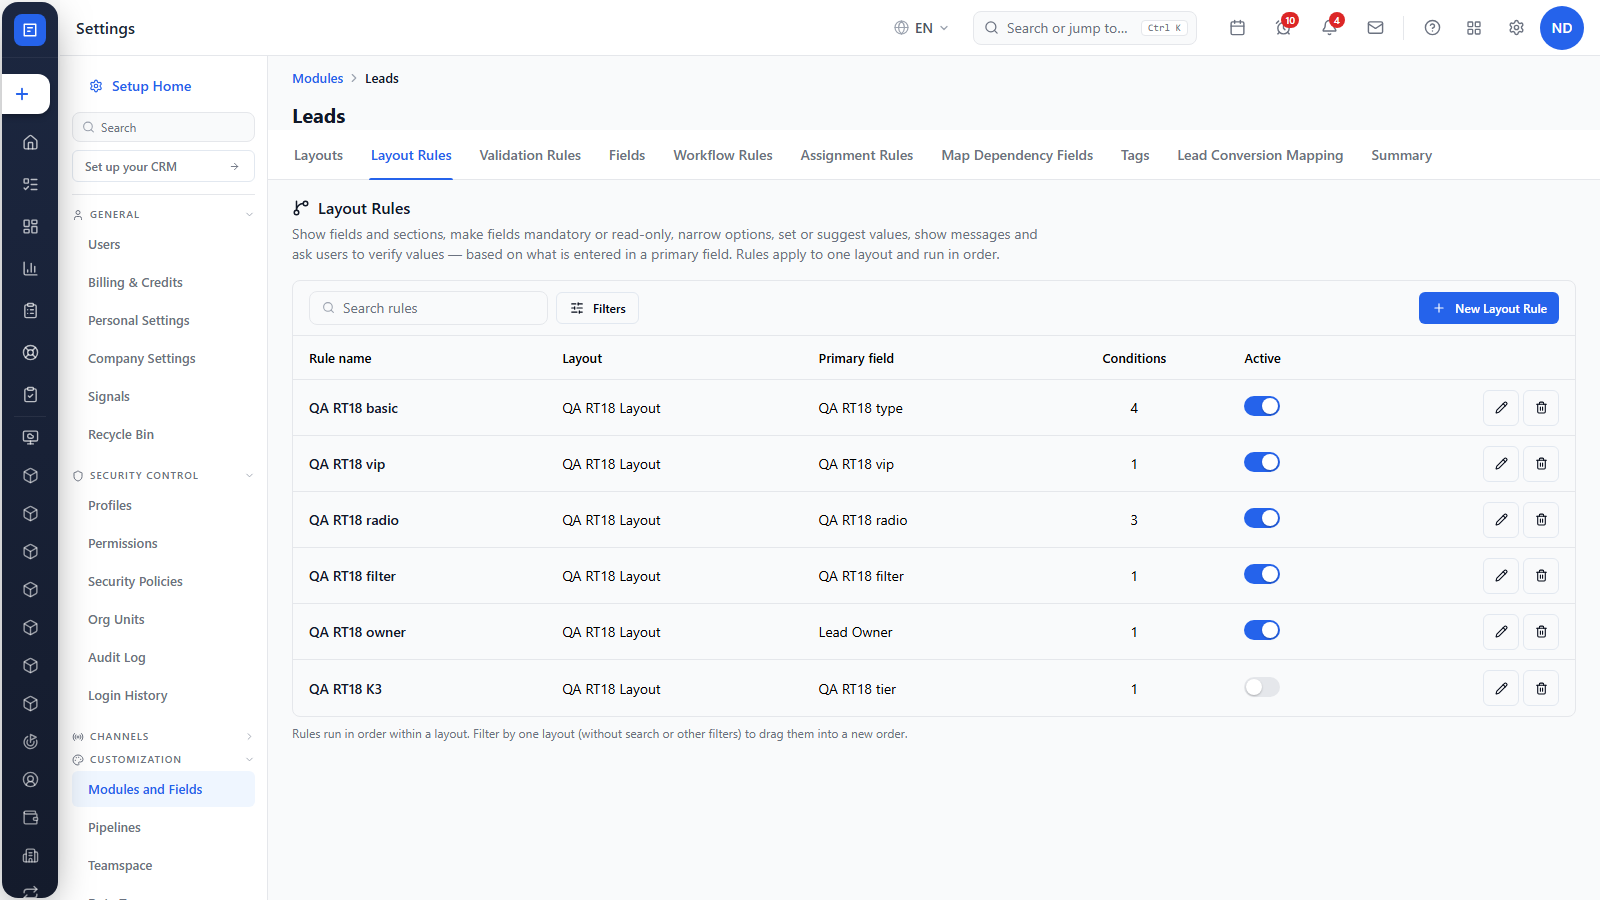 Settings
EN
Search or jump to...
Ctrl K
10
4
ND
Setup Home
Search
Set up your CRM
GENERAL
Users
Billing & Credits
Personal Settings
Company Settings
Signals
Recycle Bin
SECURITY CONTROL
Profiles
Permissions
Security Policies
Org Units
Audit Log
Login History
CHANNELS
CUSTOMIZATION
Modules and Fields
Pipelines
Teamspace
Modules > Leads
Leads
Layouts Layout Rules Validation Rules Fields Workflow Rules Assignment Rules Map Dependency Fields Tags Lead Conversion Mapping Summary
Layout Rules
Show fields and sections, make fields mandatory or read-only, narrow options, set or suggest values, show messages and
ask users to verify values — based on what is entered in a primary field. Rules apply to one layout and run in order.
Search rules Filters New Layout Rule
Rule name Layout Primary field Conditions Active
QA RT18 basic QA RT18 Layout QA RT18 type 4
QA RT18 vip QA RT18 Layout QA RT18 vip 1
QA RT18 radio QA RT18 Layout QA RT18 radio 3
QA RT18 filter QA RT18 Layout QA RT18 filter 1
QA RT18 owner QA RT18 Layout Lead Owner 1
QA RT18 K3 QA RT18 Layout QA RT18 tier 1
Rules run in order within a layout. Filter by one layout (without search or other filters) to drag them into a new order.